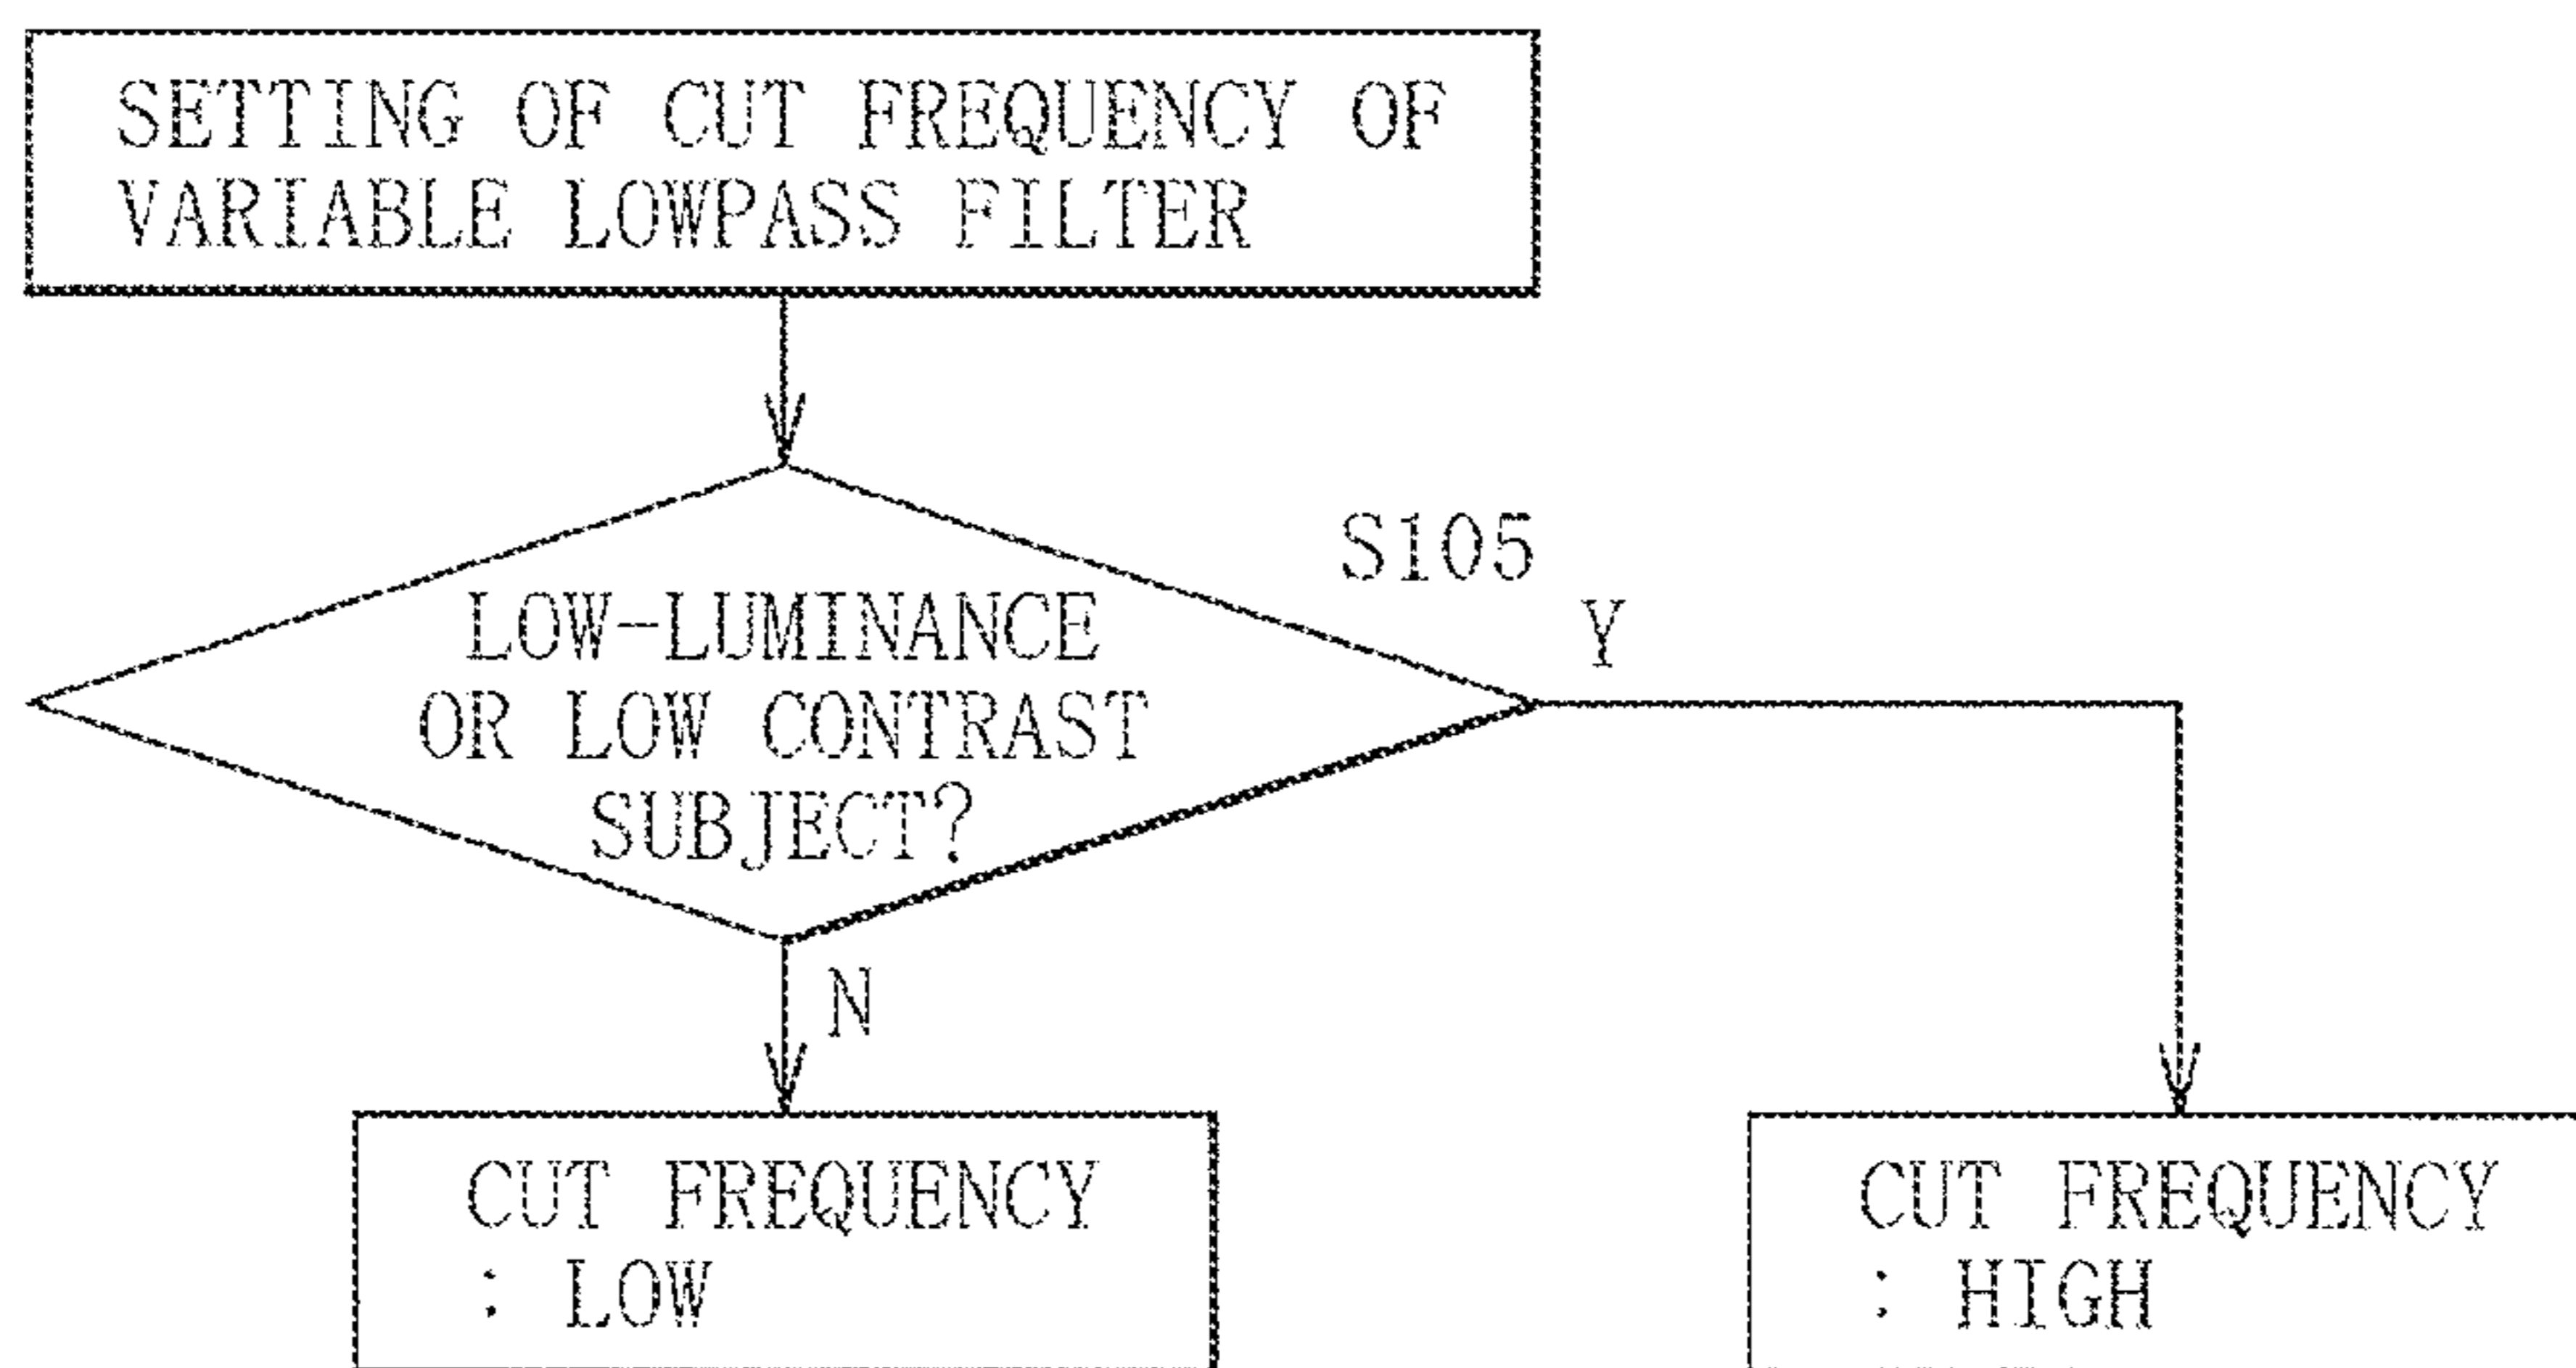 SETTING OF CUT FREQUENCY OF
VARIABLE LOWPASS FILTER
S105
LOW-LUMINANCE
OR LOW CONTRAST
SUBJECT?
Y
N
CUT FREQUENCY
: LOW
CUT FREQUENCY
: HIGH